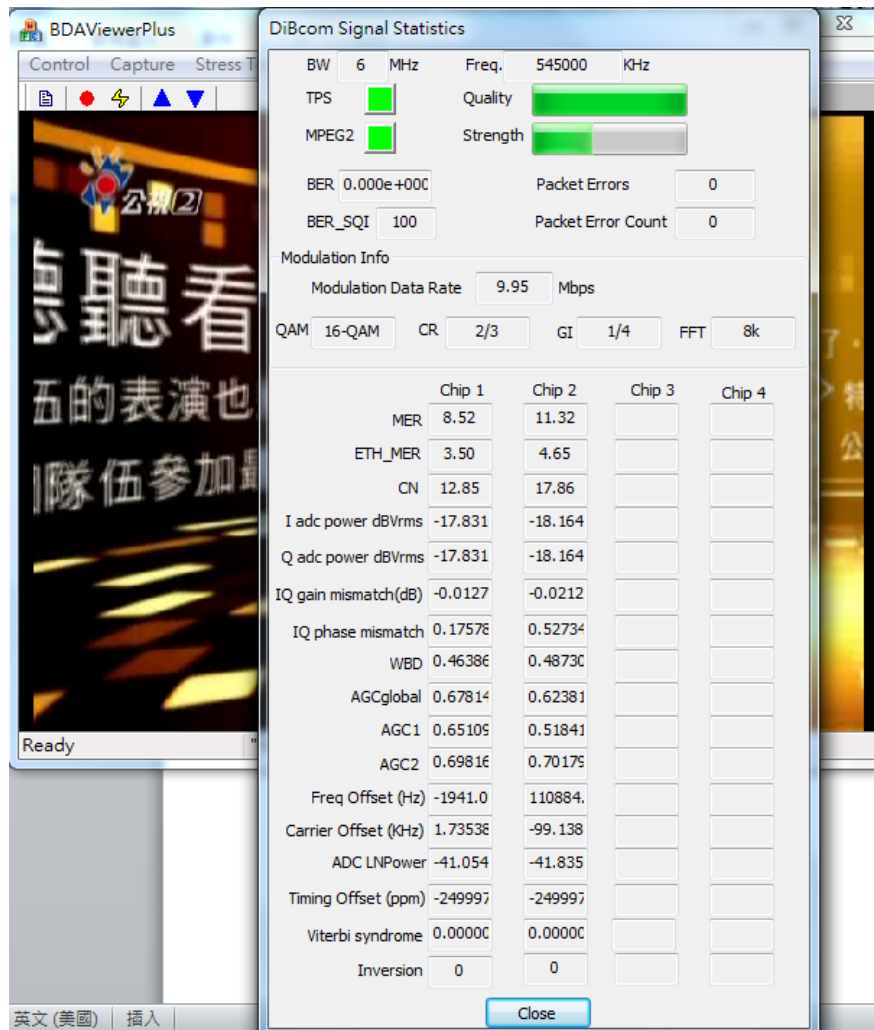 BDAViewerPlus
Control Capture Stress T
公視2
聽看
伍的表演也
隊伍參加最
Ready "
英文 (美國) 插入
DiBcom Signal Statistics
BW 6 MHz Freq. 545000 KHz
TPS Quality
MPEG2 Strength
BER 0.000e+000 Packet Errors 0
BER_SQI 100 Packet Error Count 0
Modulation Info
Modulation Data Rate 9.95 Mbps
QAM 16-QAM CR 2/3 GI 1/4 FFT 8k
Chip 1 Chip 2 Chip 3 Chip 4
MER 8.52 11.32
ETH_MER 3.50 4.65
CN 12.85 17.86
I adc power dBVrms -17.831 -18.164
Q adc power dBVrms -17.831 -18.164
IQ gain mismatch(dB) -0.0127 -0.0212
IQ phase mismatch 0.17578 0.52734
WBD 0.46386 0.48730
AGCglobal 0.67814 0.62381
AGC1 0.65109 0.51841
AGC2 0.69816 0.70179
Freq Offset (Hz) -1941.0 110884.
Carrier Offset (KHz) 1.73538 -99.138
ADC LNPower -41.054 -41.835
Timing Offset (ppm) -249997 -249997
Viterbi syndrome 0.00000 0.00000
Inversion 0 0
Close
了,
特
公